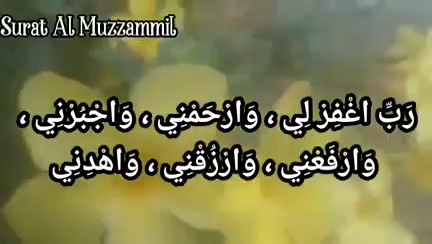 Surat Al Muzzammil
رَبِّ اغْفِرْ لِي ، وَارْحَمْنِي ، وَاجْبُرْنِي ،
وَارْفَعْنِي ، وَارْزُقْنِي ، وَاهْدِنِي